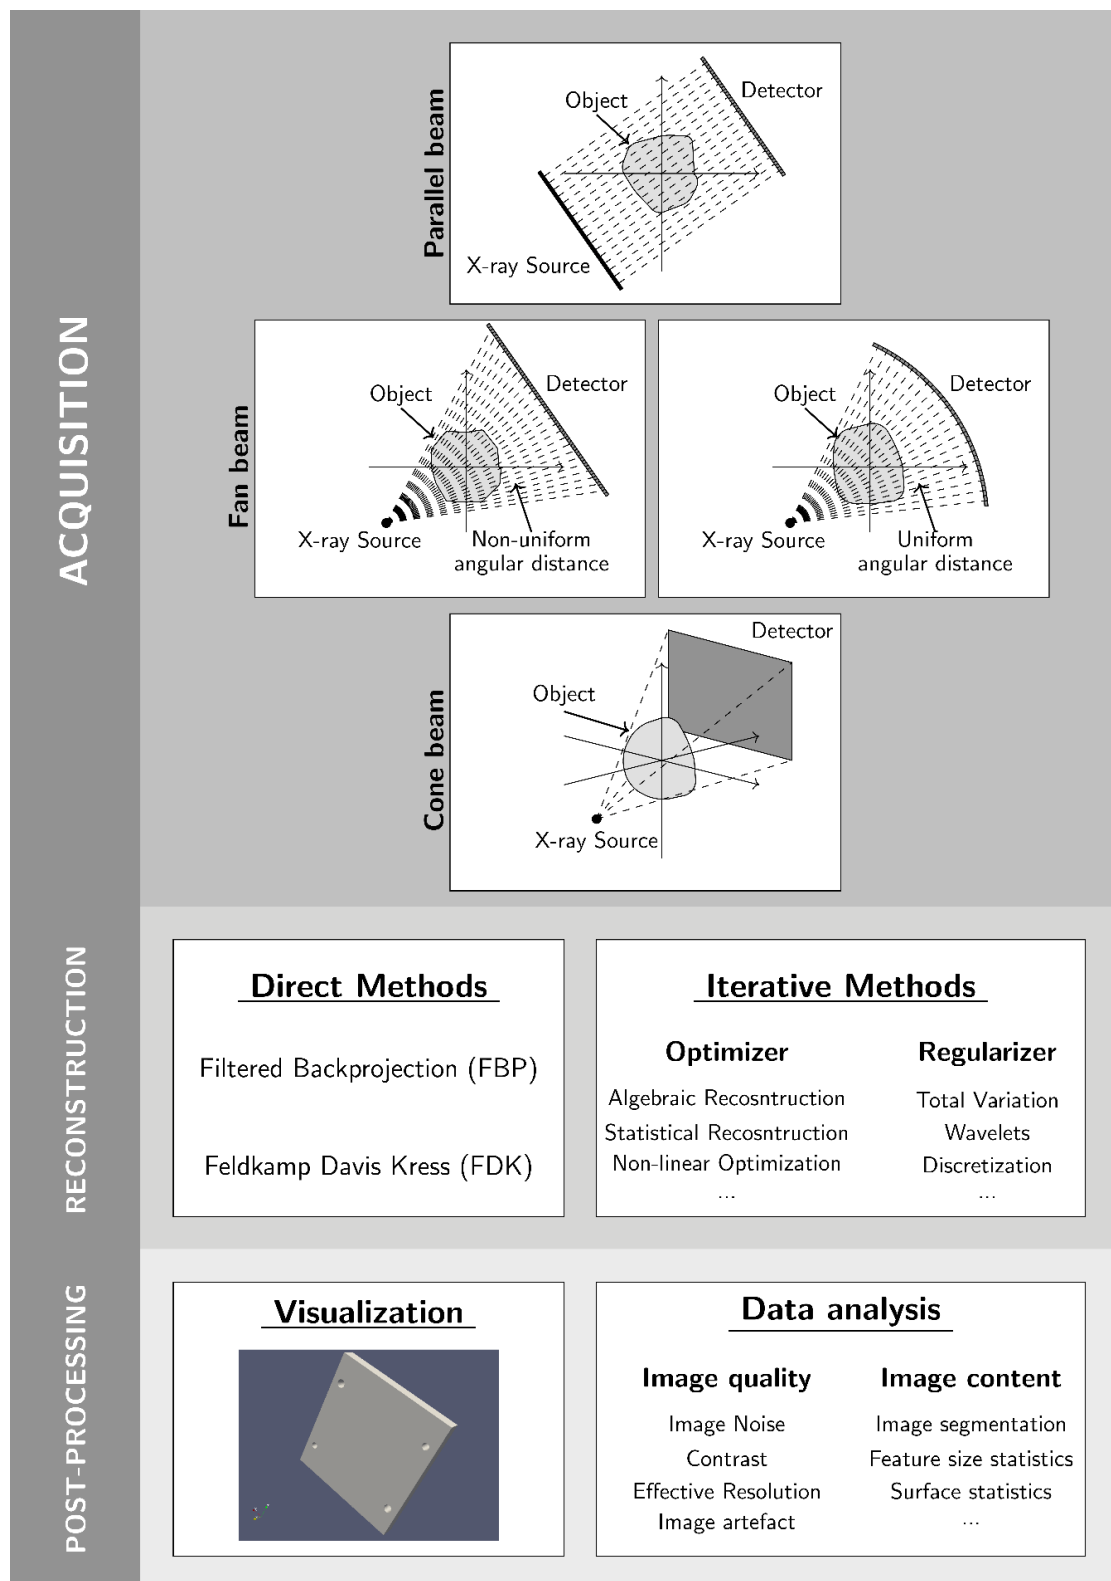 ACQUISITION
Parallel beam
Object
Detector
X-ray Source
Fan beam
Object
Detector
X-ray Source
Non-uniform
angular distance
Object
Detector
X-ray Source
Uniform
angular distance
Cone beam
Detector
Object
X-ray Source
RECONSTRUCTION
Direct Methods
Filtered Backprojection (FBP)
Feldkamp Davis Kress (FDK)
Iterative Methods
Optimizer
Algebraic Recosntruction
Statistical Recosntruction
Non-linear Optimization
...
Regularizer
Total Variation
Wavelets
Discretization
...
POST-PROCESSING
Visualization
Data analysis
Image quality
Image Noise
Contrast
Effective Resolution
Image artefact
Image content
Image segmentation
Feature size statistics
Surface statistics
...